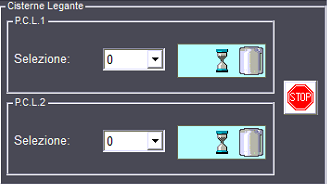 Cisterne Legante
P.C.L.1
Selezione: 0
STOP
P.C.L.2
Selezione: 0